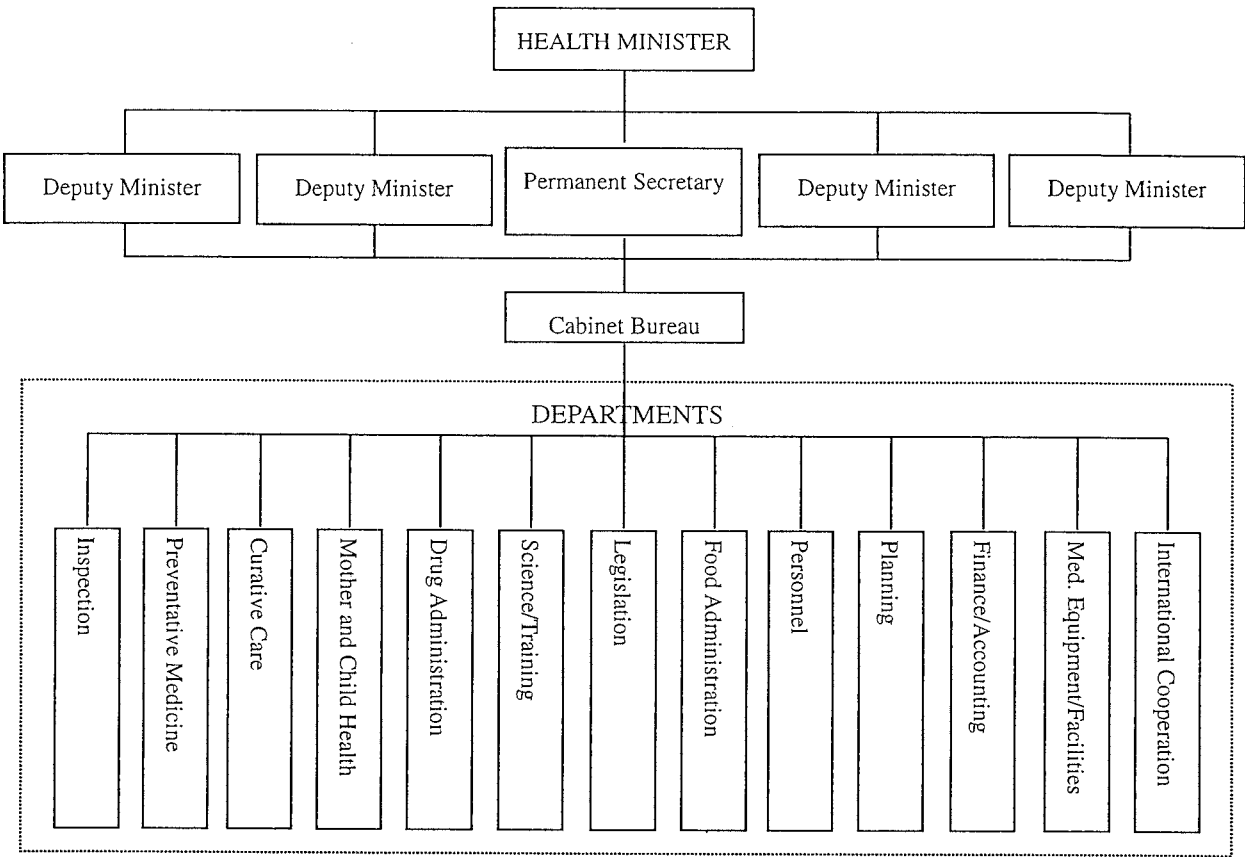 HEALTH MINISTER
Deputy Minister
Deputy Minister
Permanent Secretary
Deputy Minister
Deputy Minister
Cabinet Bureau
DEPARTMENTS
Inspection
Preventative Medicine
Curative Care
Mother and Child Health
Drug Administration
Science/Training
Legislation
Food Administration
Personnel
Planning
Finance/Accounting
Med. Equipment/Facilities
International Cooperation